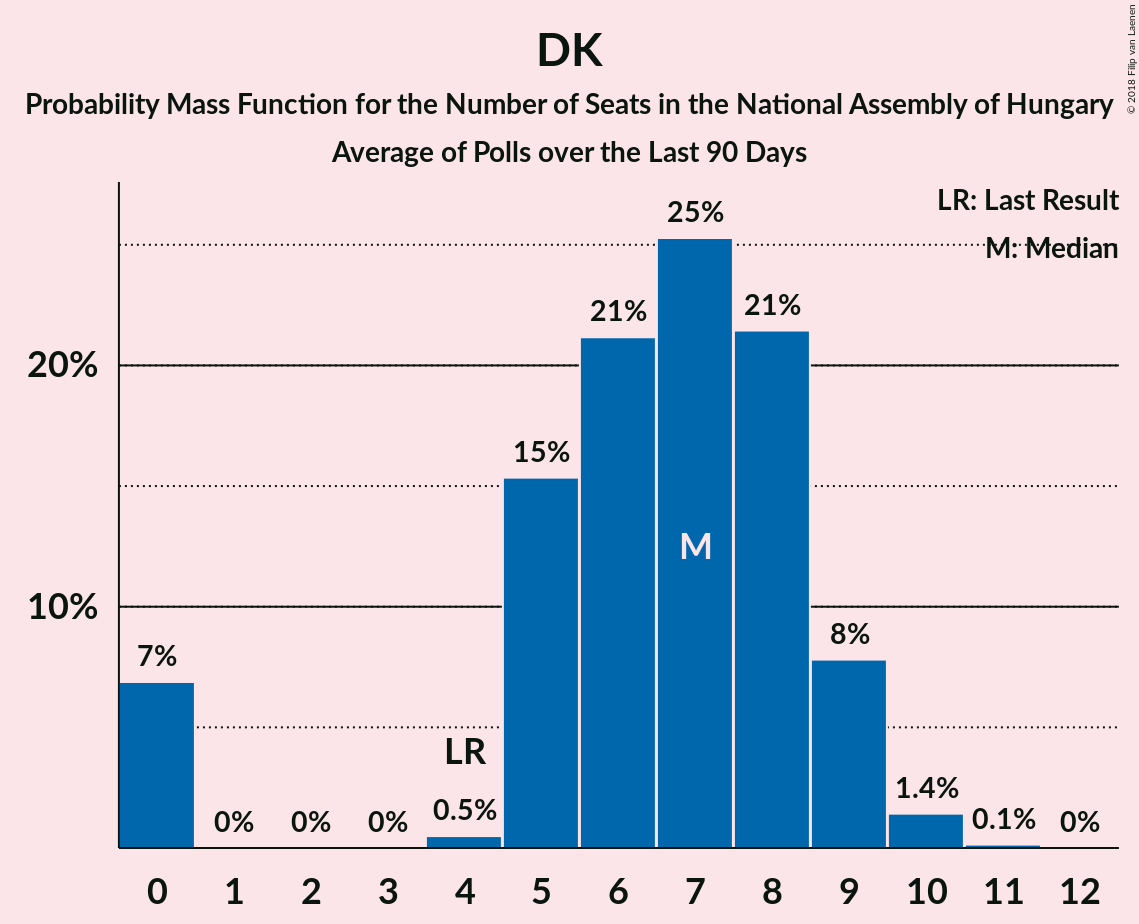 DK
Probability Mass Function for the Number of Seats in the National Assembly of Hungary
Average of Polls over the Last 90 Days
© 2018 Filip van Laenen
LR: Last Result
M: Median
25%
21%
21%
20%
15%
M
10%
8%
7%
LR
1.4%
0.5%
0% 0% 0% 0.1% 0%
0 1 2 3 4 5 6 7 8 9 10 11 12